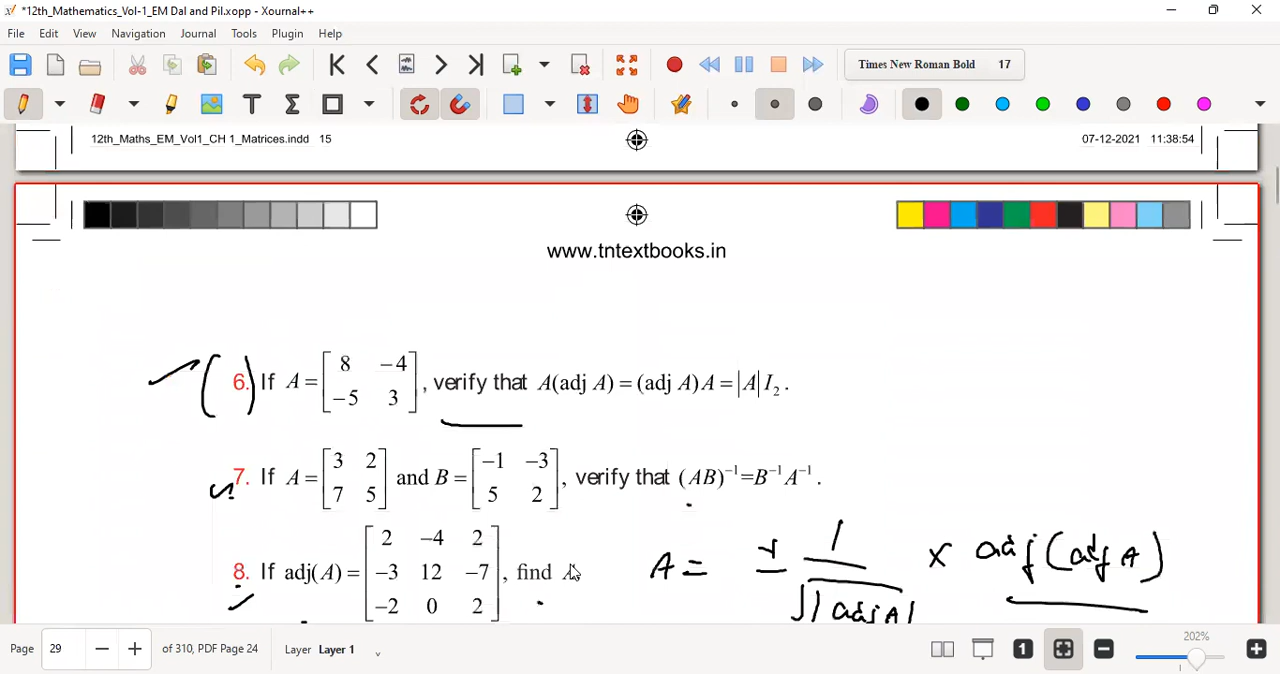 *12th_Mathematics_Vol-1_EM Dal and Pil.xopp - Xournal++
File Edit View Navigation Journal Tools Plugin Help
Times New Roman Bold 17
12th_Maths_EM_Vol1_CH 1_Matrices.indd 15 07-12-2021 11:38:54
www.tntextbooks.in
6. If A = [8 −4; −5 3], verify that A(adj A) = (adj A)A = |A| I₂ .
7. If A = [3 2; 7 5] and B = [−1 −3; 5 2], verify that (AB)⁻¹=B⁻¹A⁻¹ .
8. If adj(A) = [2 −4 2; −3 12 −7; −2 0 2], find A
A = ± 1/√|adj A| × adj(adj A)
Page 29 of 310, PDF Page 24 Layer Layer 1 1 202%